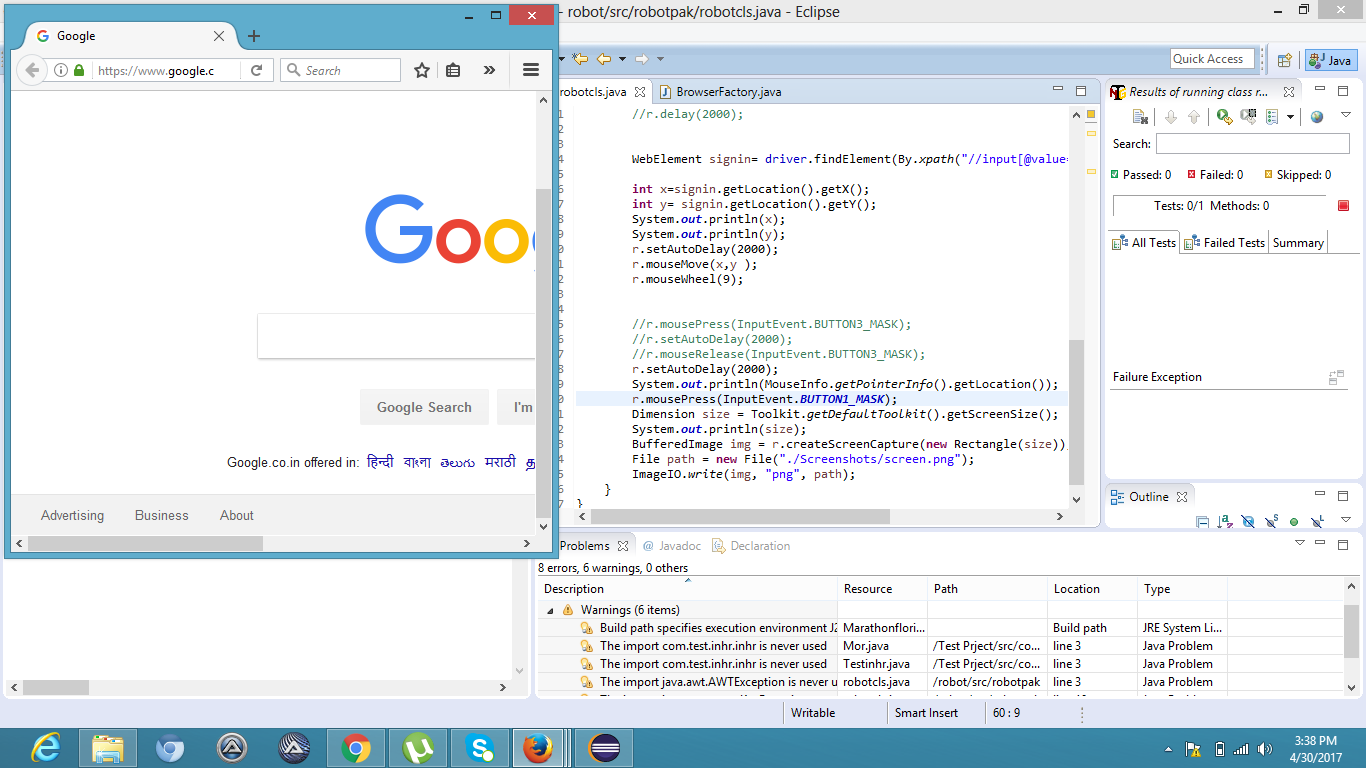 - robot/src/robotpak/robotcls.java - Eclipse
Google
https://www.google.c
Search
Goo
Google Search
I'm
Google.co.in offered in: हिन्दी বাংলা తెలుగు मराठी
Advertising Business About
Quick Access
Java
robotcls.java
BrowserFactory.java
//r.delay(2000);
WebElement signin= driver.findElement(By.xpath("//input[@value=
int x=signin.getLocation().getX();
int y= signin.getLocation().getY();
System.out.println(x);
System.out.println(y);
r.setAutoDelay(2000);
r.mouseMove(x,y );
r.mouseWheel(9);
//r.mousePress(InputEvent.BUTTON3_MASK);
//r.setAutoDelay(2000);
//r.mouseRelease(InputEvent.BUTTON3_MASK);
r.setAutoDelay(2000);
System.out.println(MouseInfo.getPointerInfo().getLocation());
r.mousePress(InputEvent.BUTTON1_MASK);
Dimension size = Toolkit.getDefaultToolkit().getScreenSize();
System.out.println(size);
BufferedImage img = r.createScreenCapture(new Rectangle(size));
File path = new File("./Screenshots/screen.png");
ImageIO.write(img, "png", path);
}
}
Results of running class r...
Search:
Passed: 0 Failed: 0 Skipped: 0
Tests: 0/1 Methods: 0
All Tests Failed Tests Summary
Failure Exception
Outline
Problems Javadoc Declaration
8 errors, 6 warnings, 0 others
Description Resource Path Location Type
Warnings (6 items)
Build path specifies execution environment J2 Marathonflori... Build path JRE System Li...
The import com.test.inhr.inhr is never used Mor.java /Test Prject/src/co... line 3 Java Problem
The import com.test.inhr.inhr is never used Testinhr.java /Test Prject/src/co... line 3 Java Problem
The import java.awt.AWTException is never u robotcls.java /robot/src/robotpak line 3 Java Problem
Writable Smart Insert 60 : 9
3:38 PM
4/30/2017